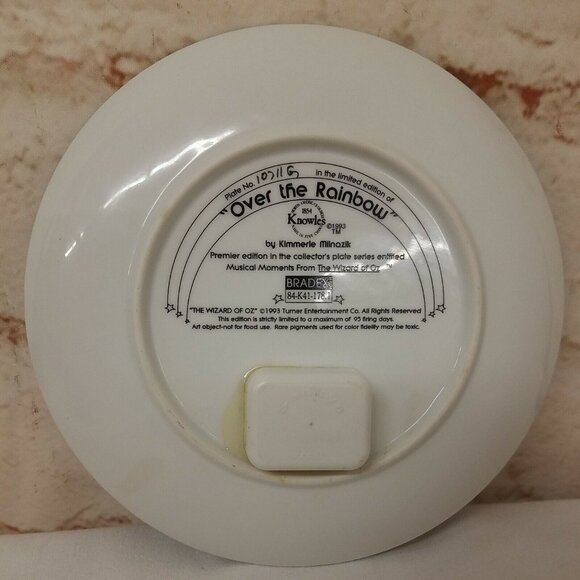 Plate No. 10711G in the limited edition of
"Over the Rainbow"
1854
Knowles
©1993
TM
by Kimmerle Milnazik
Premier edition in the collector's plate series entitled
Musical Moments From The Wizard of Oz
BRADEX
84-K41-178.1
"THE WIZARD OF OZ" ©1993 Turner Entertainment Co. All Rights Reserved
This edition is strictly limited to a maximum of 95 firing days.
Art object-not for food use. Rare pigments used for color fidelity may be toxic.